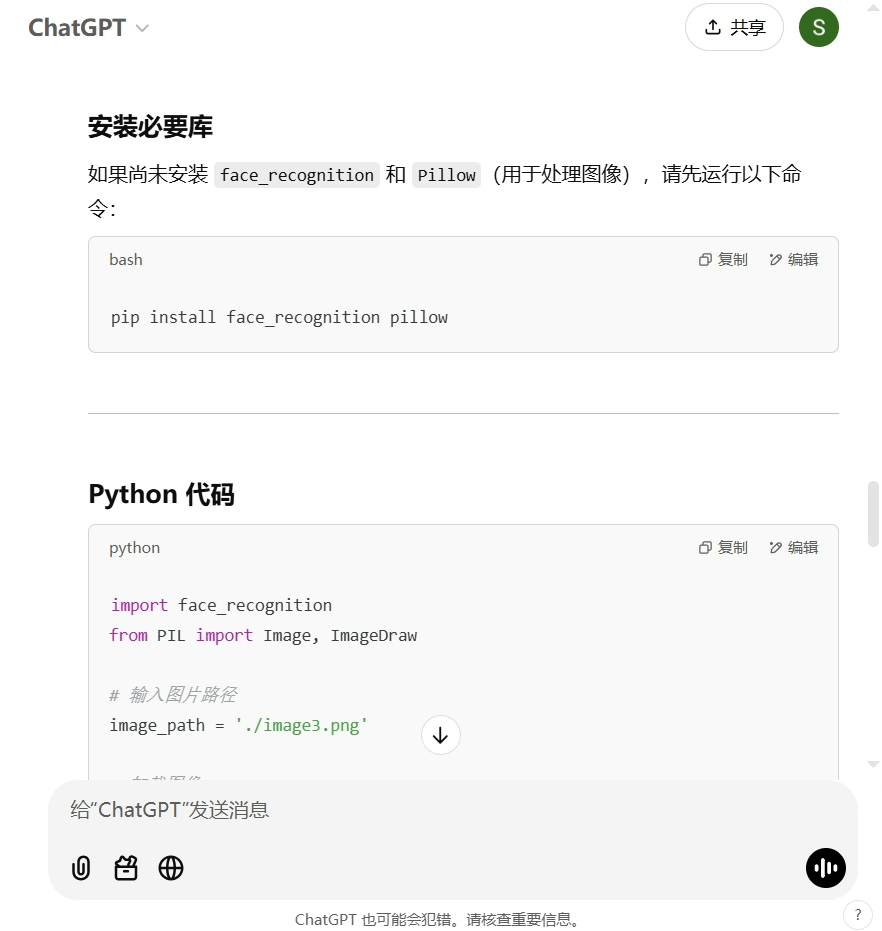 ChatGPT
共享
S
安装必要库
如果尚未安装 face_recognition 和 Pillow（用于处理图像），请先运行以下命
令：
bash
复制 编辑
pip install face_recognition pillow
Python 代码
python
复制 编辑
import face_recognition
from PIL import Image, ImageDraw
# 输入图片路径
image_path = './image3.png'
给“ChatGPT”发送消息
ChatGPT 也可能会犯错。请核查重要信息。
?